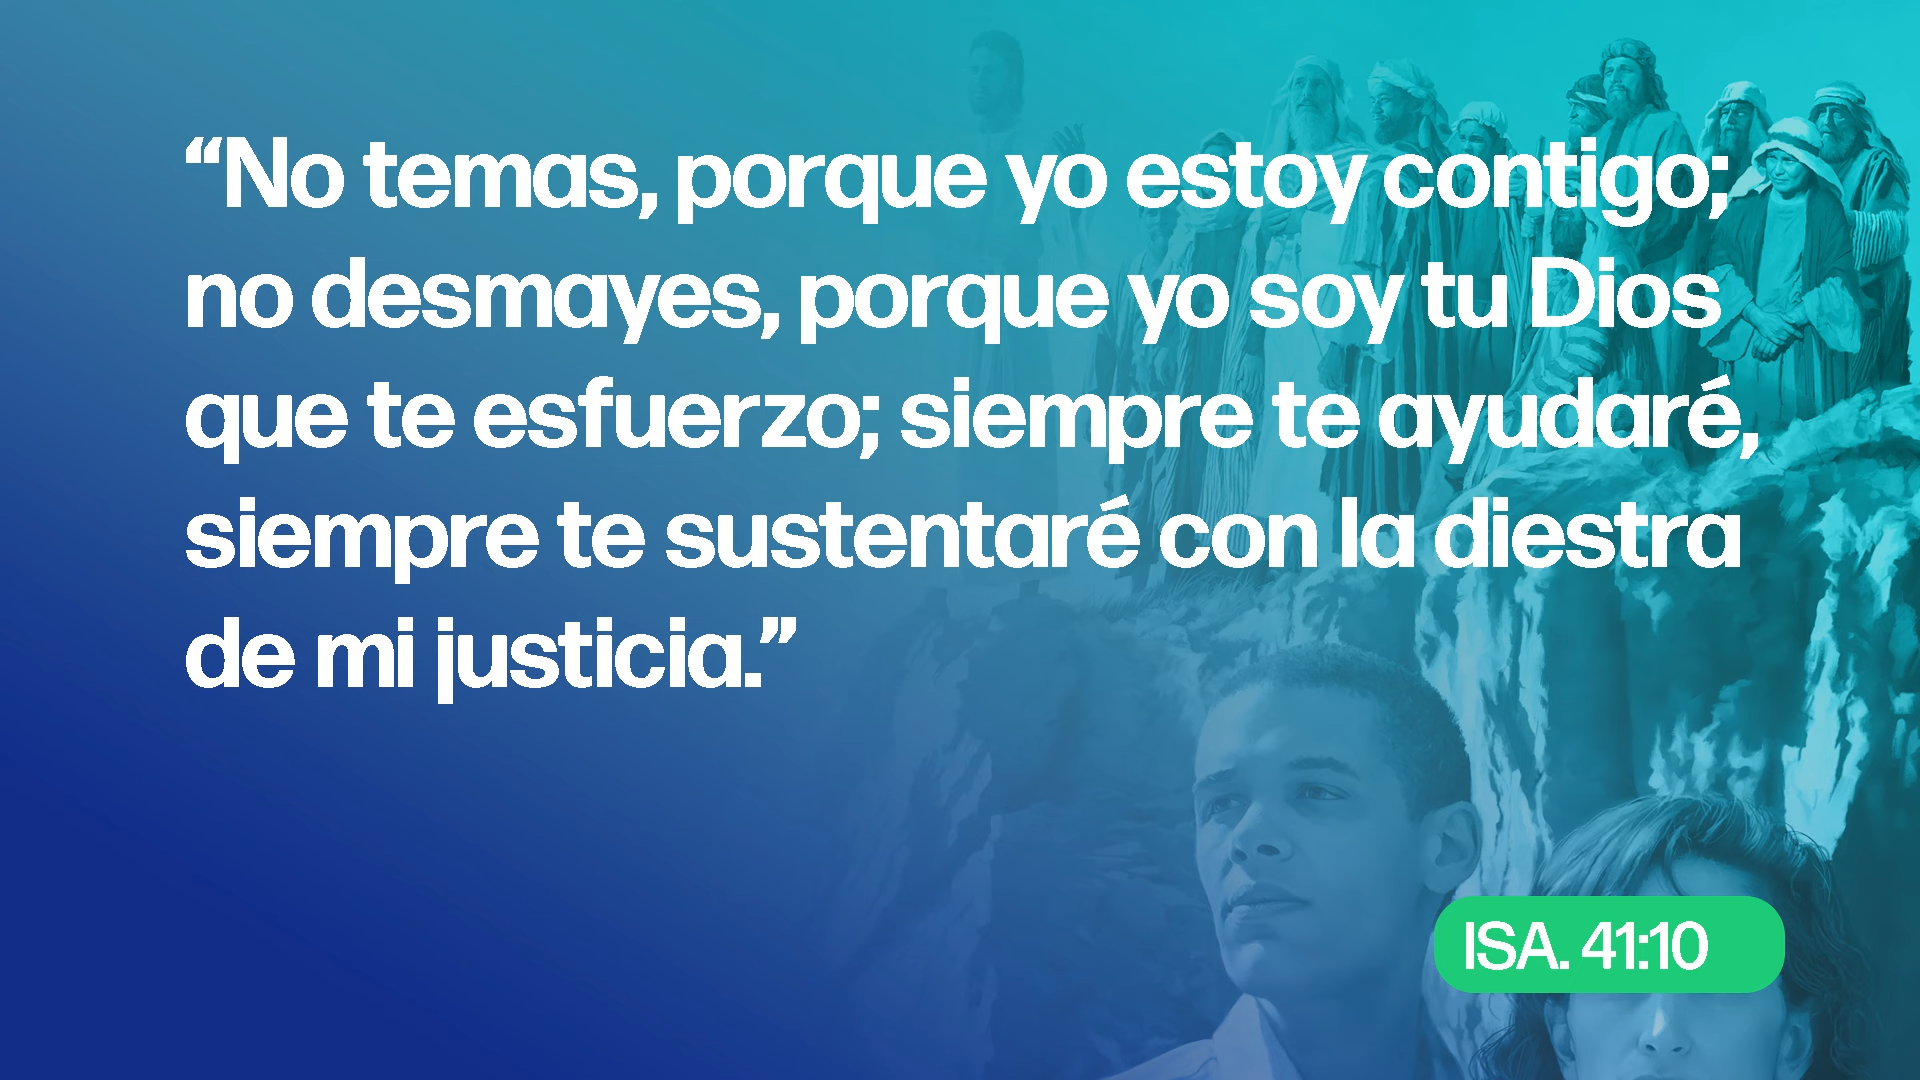 “No temas, porque yo estoy contigo;
no desmayes, porque yo soy tu Dios
que te esfuerzo; siempre te ayudaré,
siempre te sustentaré con la diestra
de mi justicia.”
ISA. 41:10